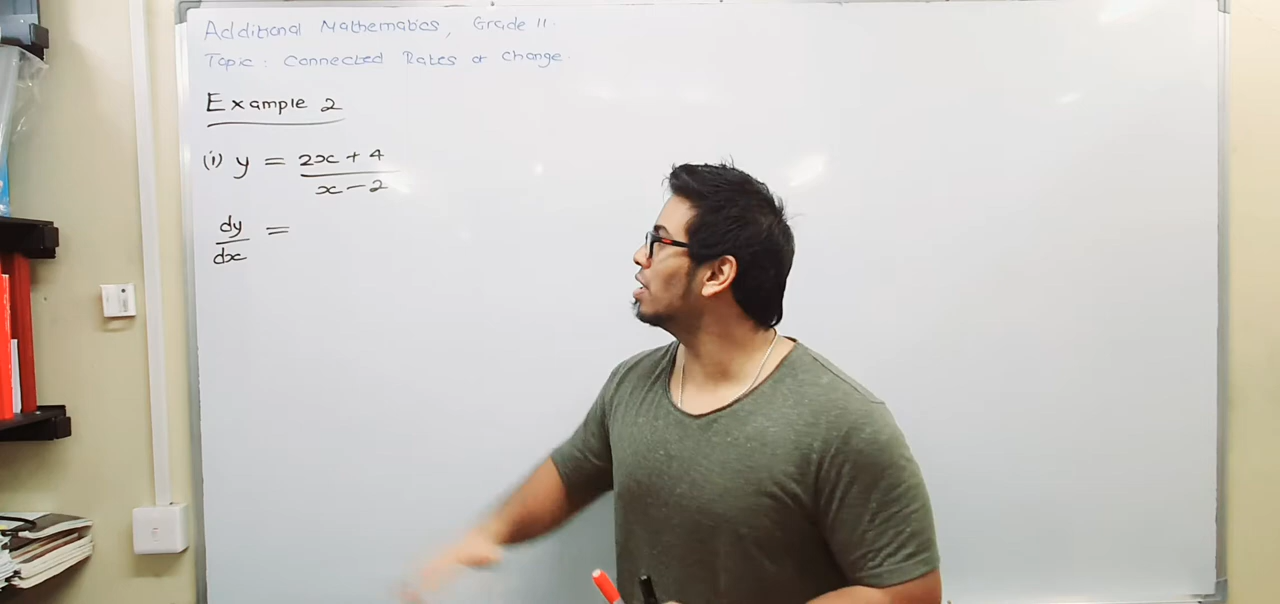 Additional Mathematics, Grade 11.
Topic: Connected Rates of Change.
Example 2
(i) y = 2x + 4
x - 2
dy =
dx